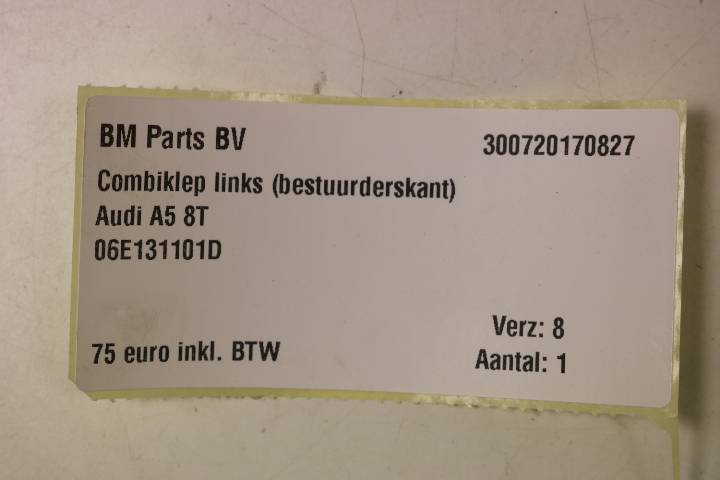 BM Parts BV 300720170827
Combiklep links (bestuurderskant)
Audi A5 8T
06E131101D
Verz: 8
75 euro inkl. BTW Aantal: 1